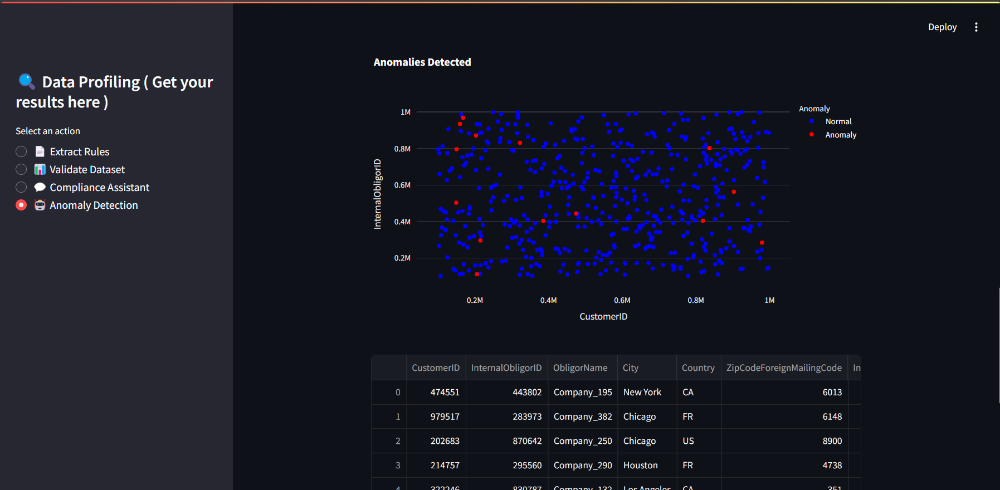 Deploy
Data Profiling ( Get your
results here )
Select an action
Extract Rules
Validate Dataset
Compliance Assistant
Anomaly Detection
Anomalies Detected
Anomaly
Normal
Anomaly
InternalObligorID
1M
0.8M
0.6M
0.4M
0.2M
0.2M 0.4M 0.6M 0.8M 1M
CustomerID
CustomerID InternalObligorID ObligorName City Country ZipCodeForeignMailingCode In
0 474551 443802 Company_195 New York CA 6013
1 979517 283973 Company_382 Chicago FR 6148
2 202683 870642 Company_250 Chicago US 8900
3 214757 295560 Company_290 Houston FR 4738
4 322246 830787 Company_132 Los Angeles CA 351